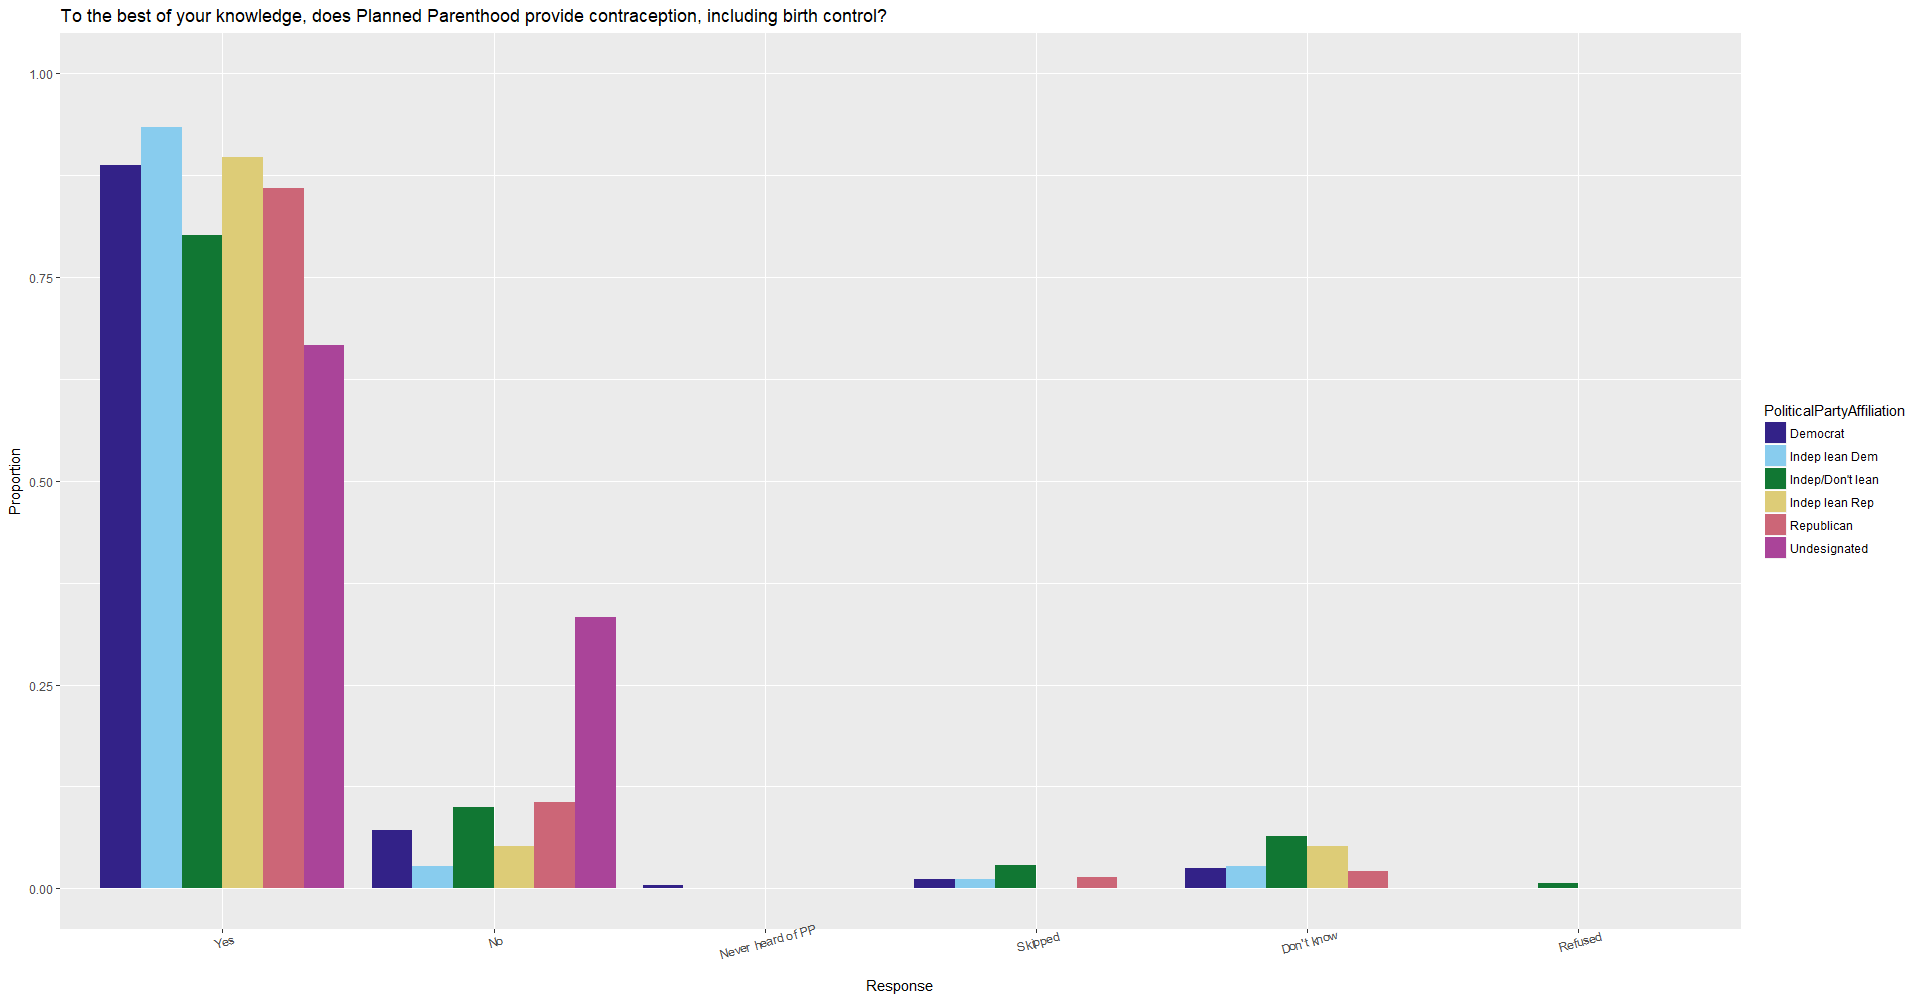 To the best of your knowledge, does Planned Parenthood provide contraception, including birth control?
1.00
0.75
0.50
0.25
0.00
Proportion
Yes
No
Never heard of PP
Skipped
Don't know
Refused
Response
PoliticalPartyAffiliation
Democrat
Indep lean Dem
Indep/Don't lean
Indep lean Rep
Republican
Undesignated